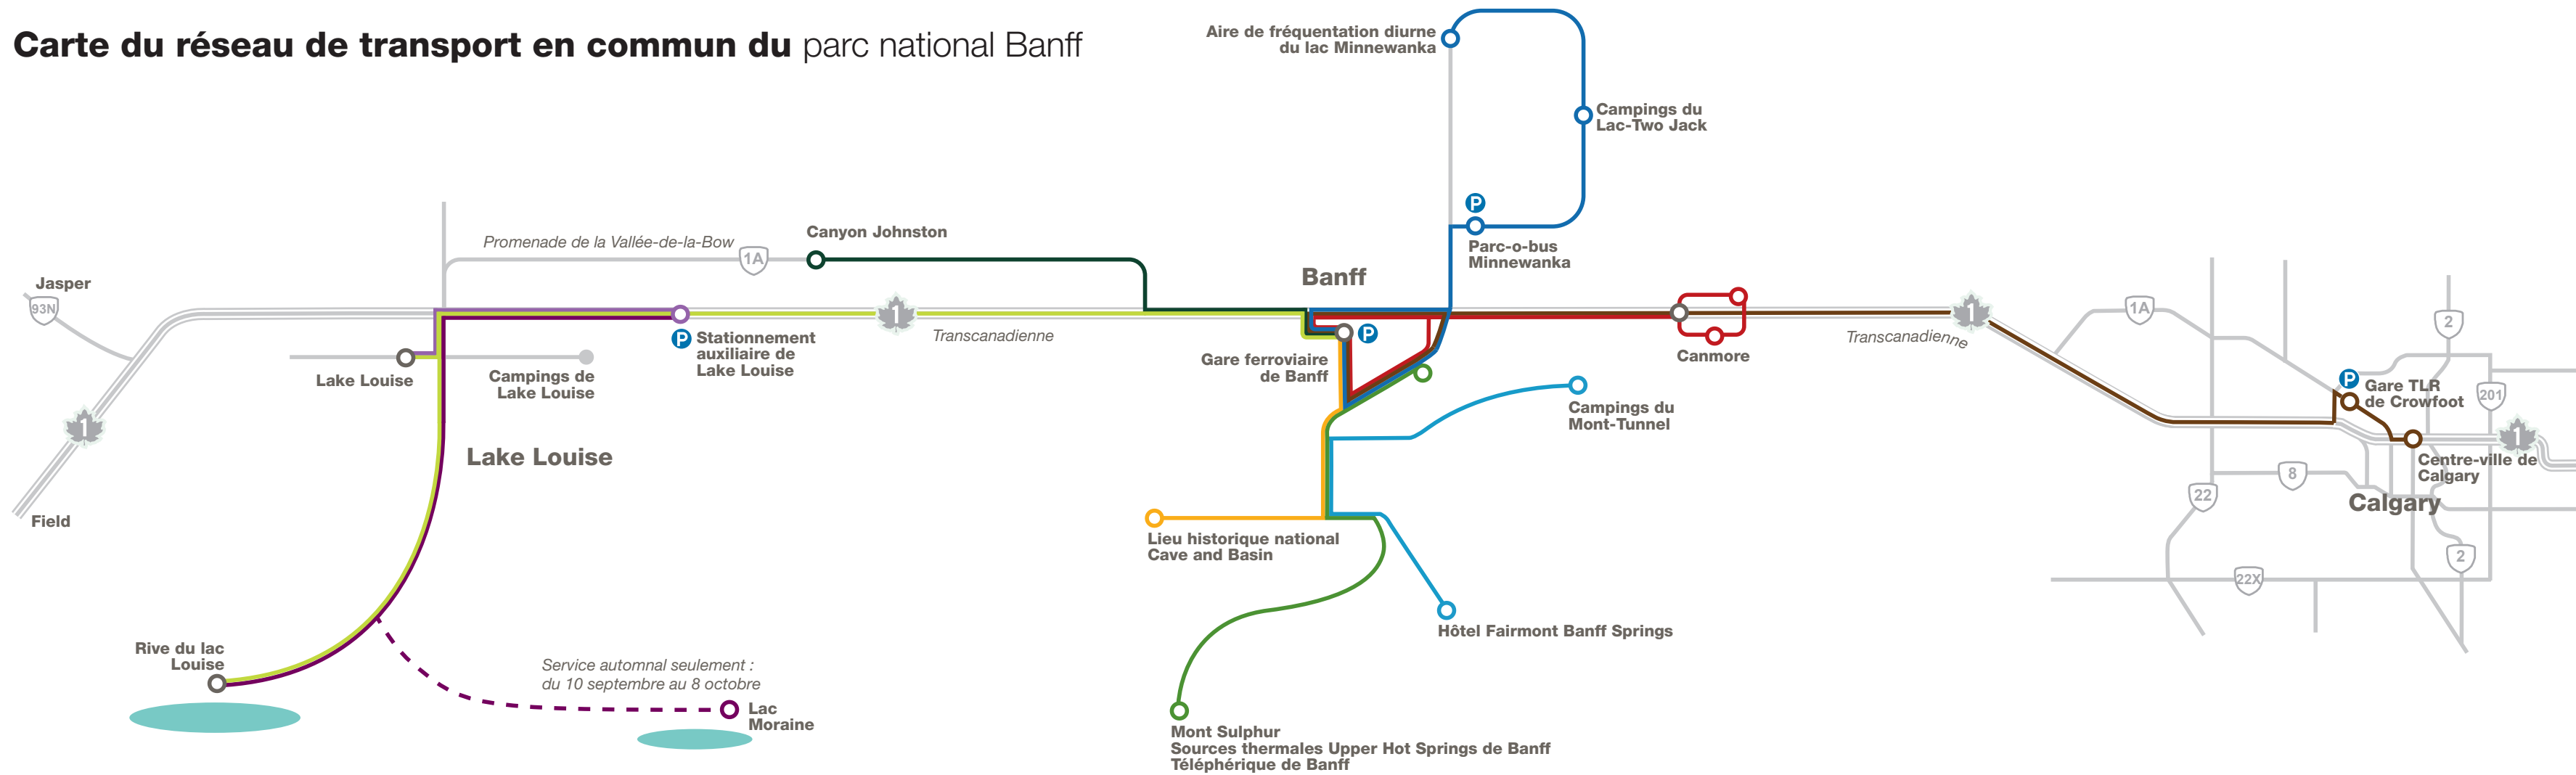 Carte du réseau de transport en commun du parc national Banff
Aire de fréquentation diurne
du lac Minnewanka
Campings du
Lac-Two Jack
P
Parc-o-bus
Minnewanka
Canyon Johnston
Promenade de la Vallée-de-la-Bow
1A
Jasper
93N
Banff
1
Transcanadienne
P
Stationnement
auxiliaire de
Lake Louise
Lake Louise
Campings de
Lake Louise
P
Gare ferroviaire
de Banff
Canmore
Transcanadienne
1
1A
2
P
Gare TLR
de Crowfoot
201
Campings du
Mont-Tunnel
1
Lake Louise
Field
1
Centre-ville de
Calgary
8
22
Calgary
2
22X
Lieu historique national
Cave and Basin
Hôtel Fairmont Banff Springs
Rive du lac
Louise
Service automnal seulement :
du 10 septembre au 8 octobre
Lac
Moraine
Mont Sulphur
Sources thermales Upper Hot Springs de Banff
Téléphérique de Banff